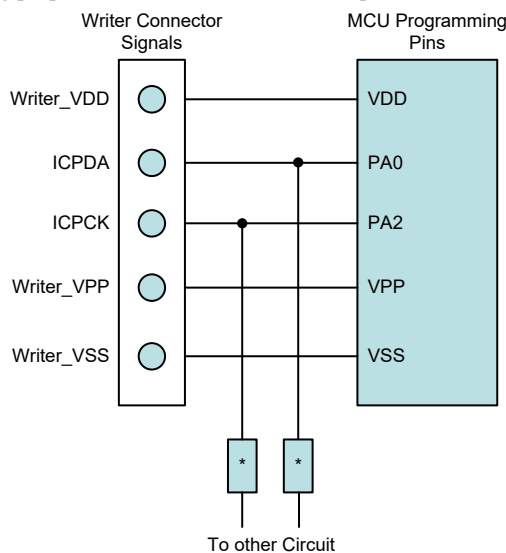 Writer Connector
Signals
MCU Programming
Pins
Writer_VDD
VDD
ICPDA
PA0
ICPCK
PA2
Writer_VPP
VPP
Writer_VSS
VSS
*
*
To other Circuit